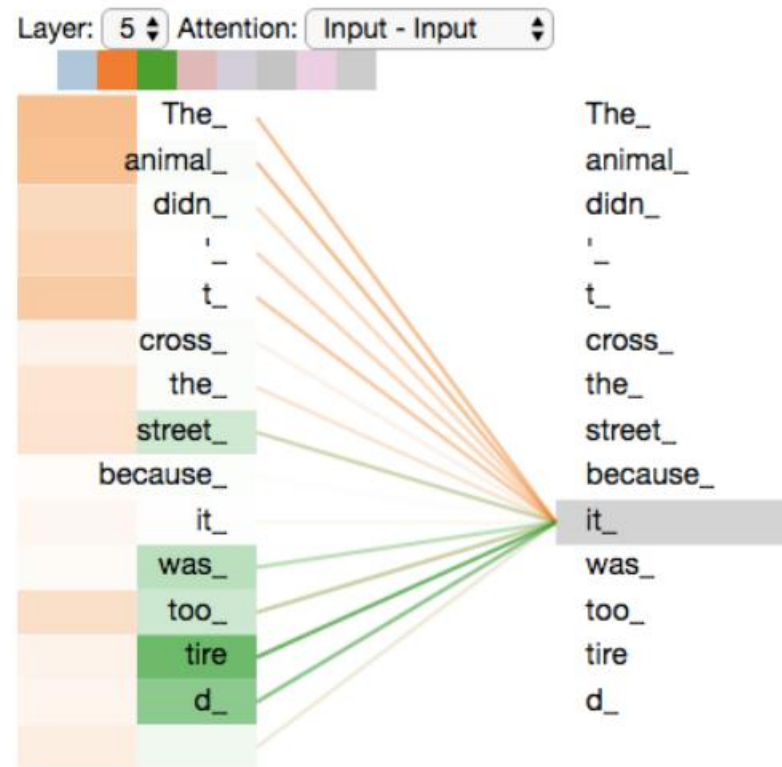 Layer: 5 Attention: Input - Input
The_ The_
animal_ animal_
didn_ didn_
'_ '_
t_ t_
cross_ cross_
the_ the_
street_ street_
because_ because_
it_ it_
was_ was_
too_ too_
tire tire
d_ d_